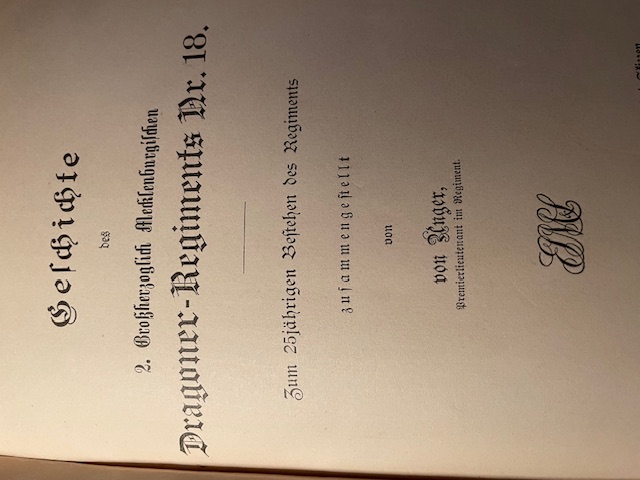 Geſchichte
des
2. Großherzoglich Mecklenburgiſchen
Dragoner-Regiments Nr. 18.
Zum 25jährigen Beſtehen des Regiments
zuſammengeſtellt
von
von Unger,
Premierlieutenant im Regiment.